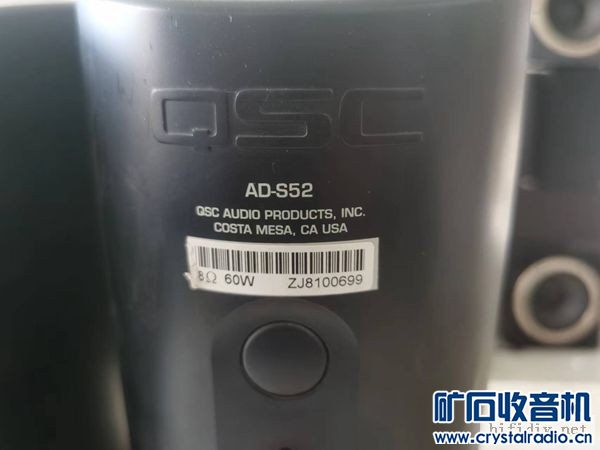 QSC
AD-S52
QSC AUDIO PRODUCTS, INC.
COSTA MESA, CA USA
8Ω 60W ZJ8100699
矿石收音机
hifidiy.net
www.crystalradio.cn